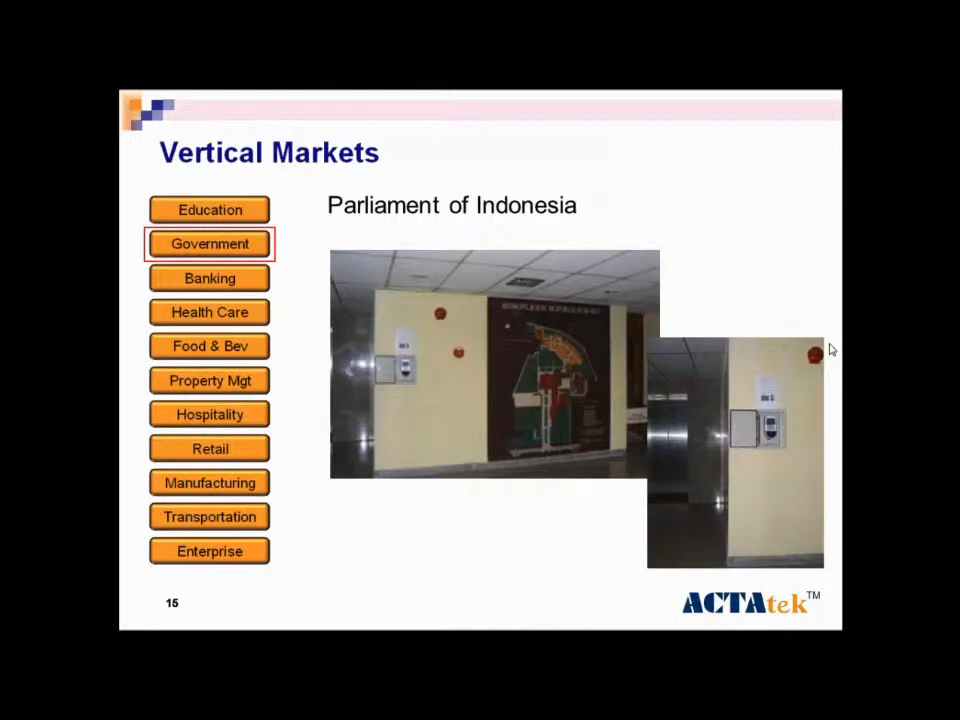 Vertical Markets
Education
Government
Banking
Health Care
Food & Bev
Property Mgt
Hospitality
Retail
Manufacturing
Transportation
Enterprise
Parliament of Indonesia
15
ACTAtek™